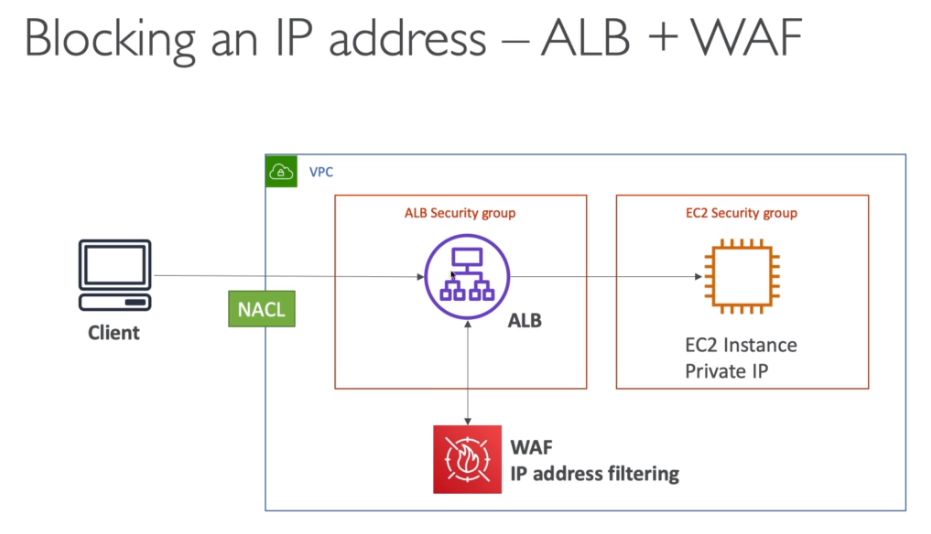 Blocking an IP address – ALB + WAF
VPC
ALB Security group
EC2 Security group
NACL
Client
ALB
EC2 Instance
Private IP
WAF
IP address filtering